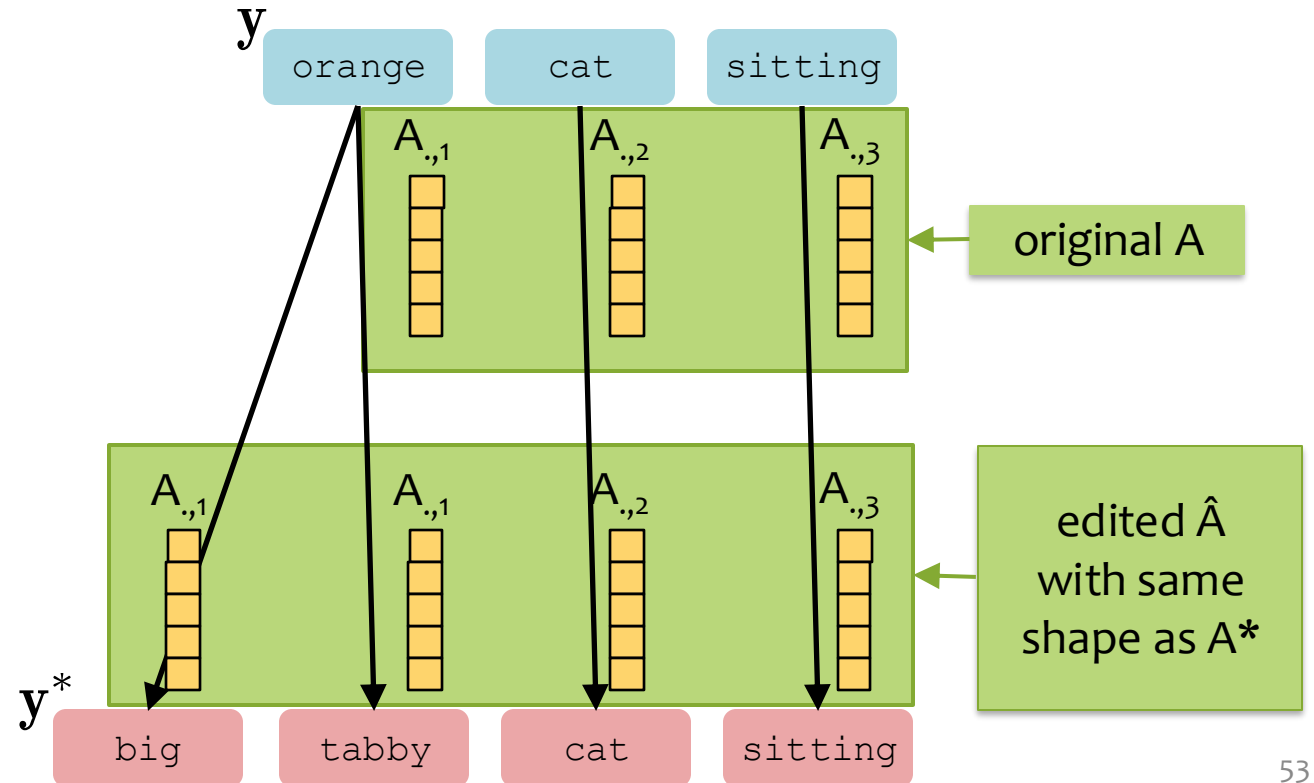 y
orange cat sitting
A.,1 A.,2 A.,3
original A
A.,1 A.,1 A.,2 A.,3
edited Â
with same
shape as A*
y*
big tabby cat sitting
53